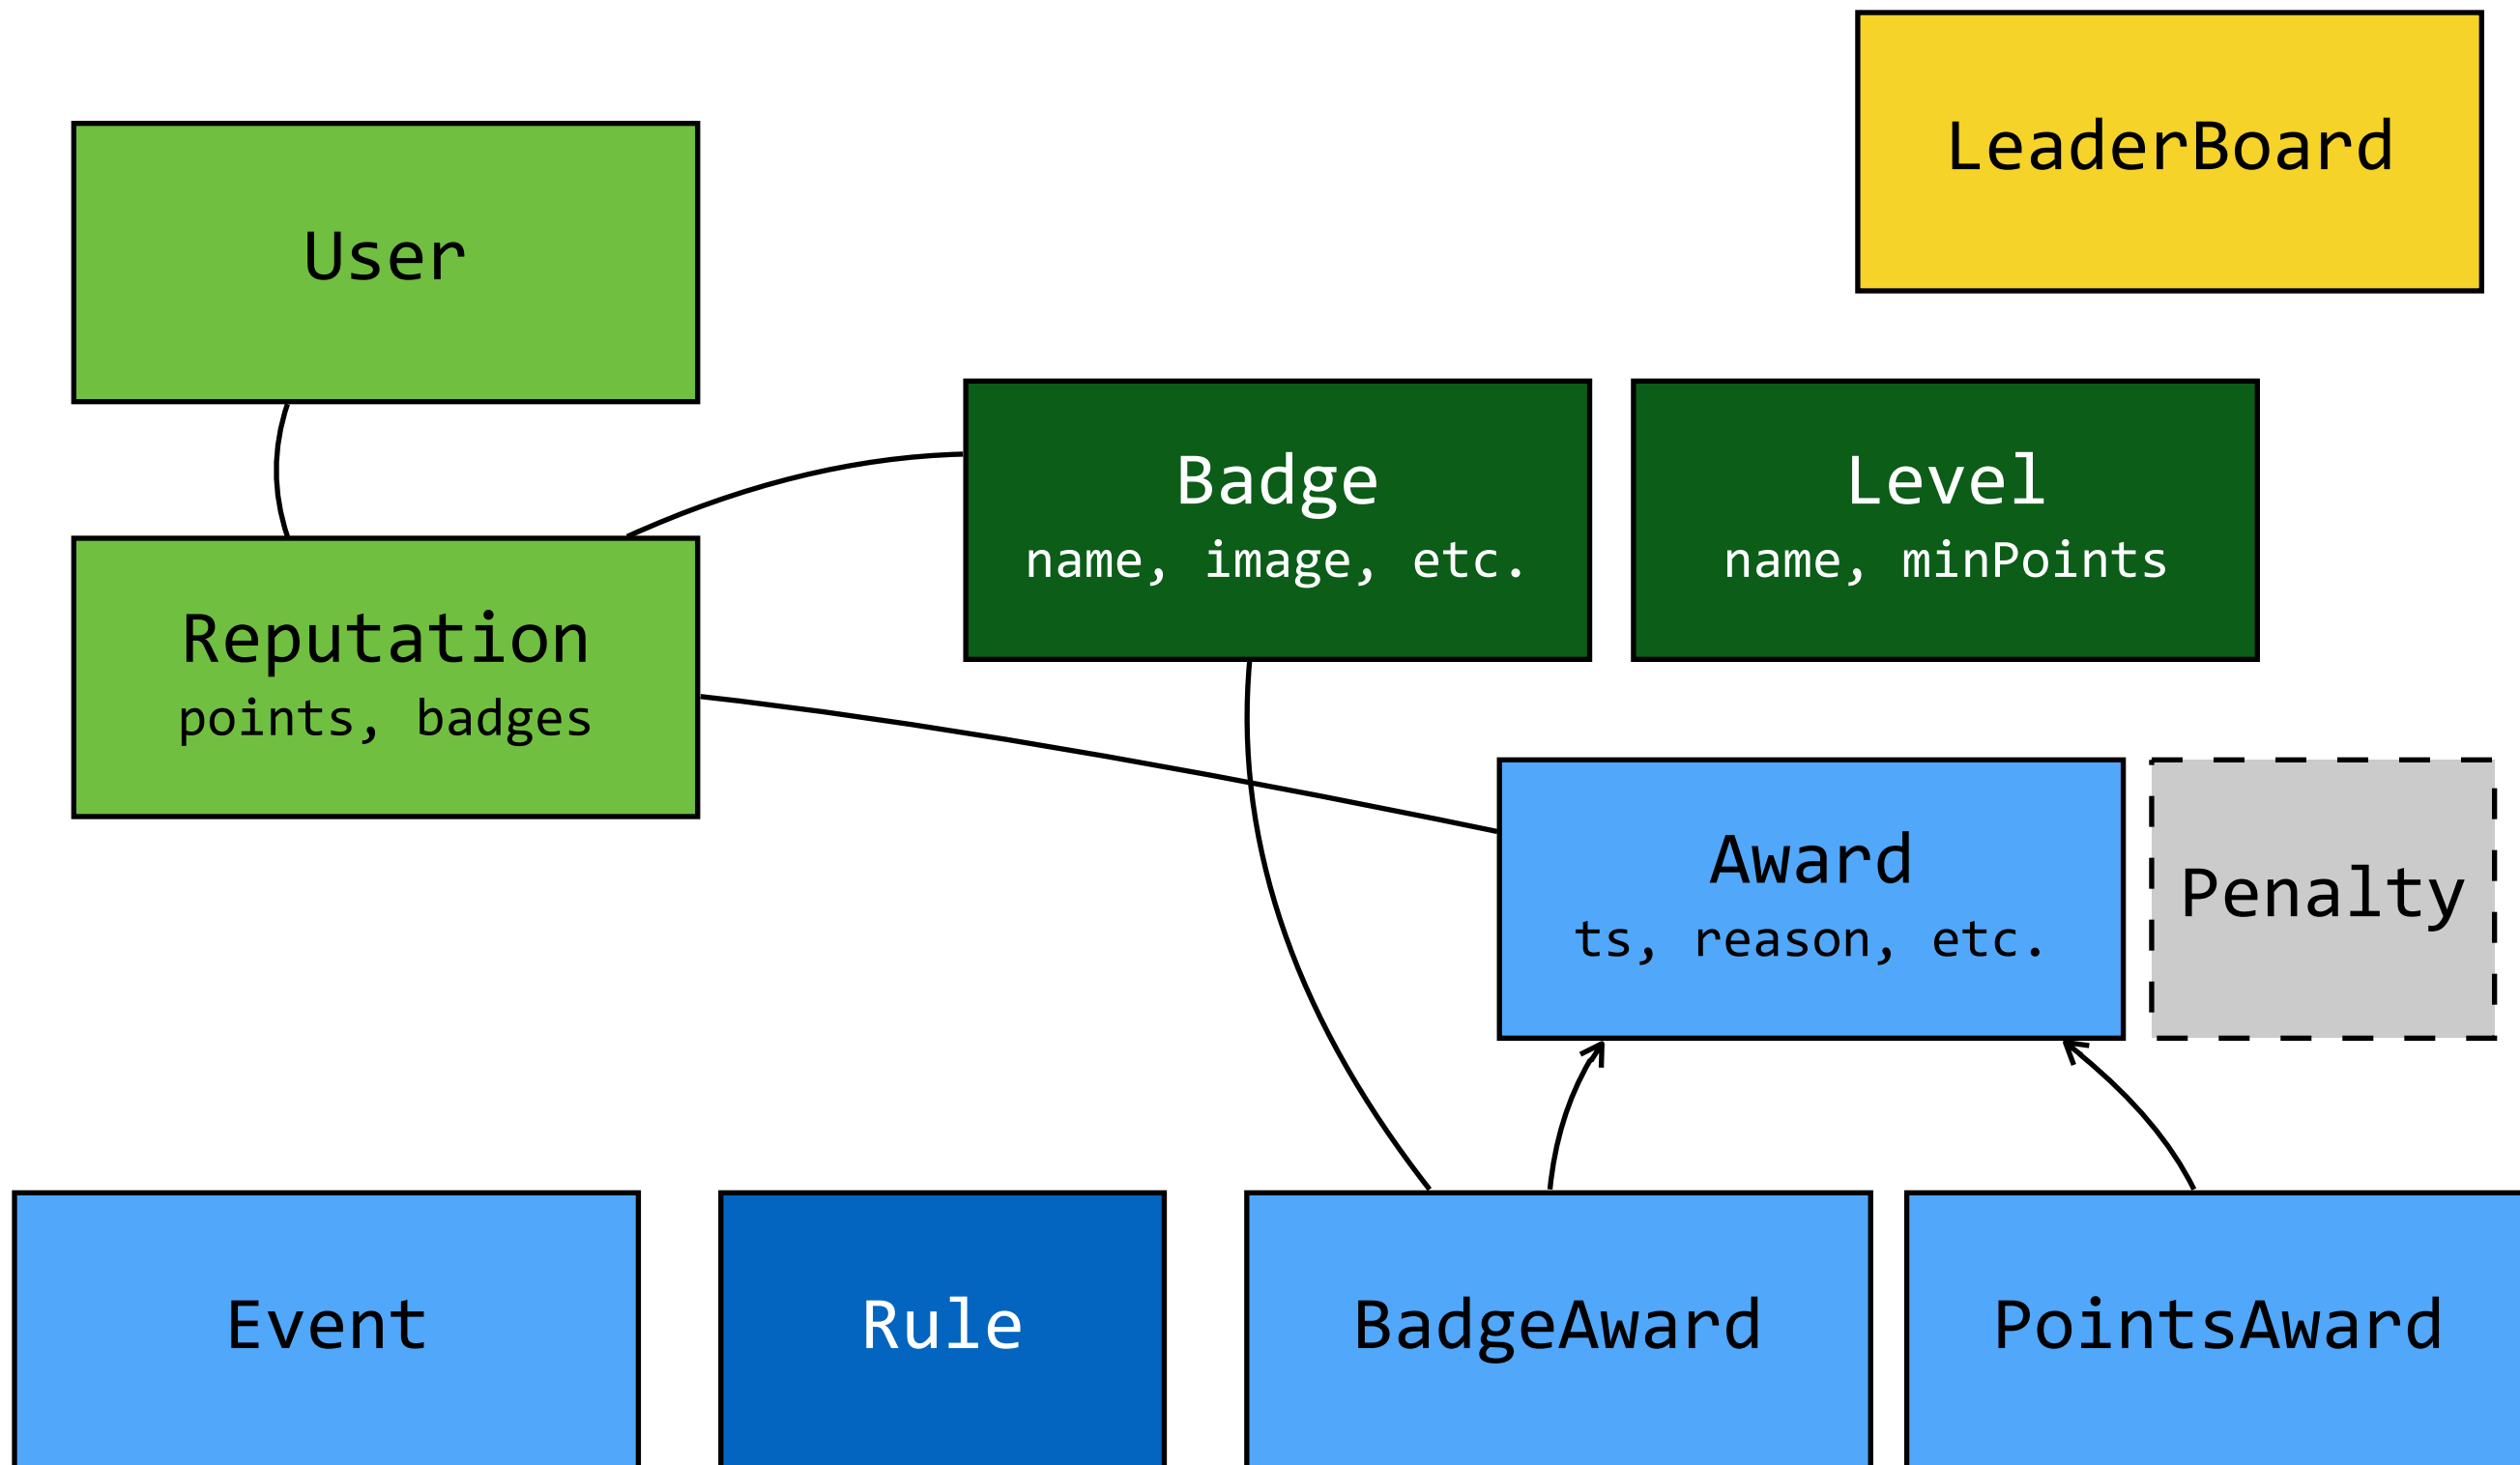 LeaderBoard
User
Badge
name, image, etc.
Level
name, minPoints
Reputation
points, badges
Award
ts, reason, etc.
Penalty
Event
Rule
BadgeAward
PointsAward